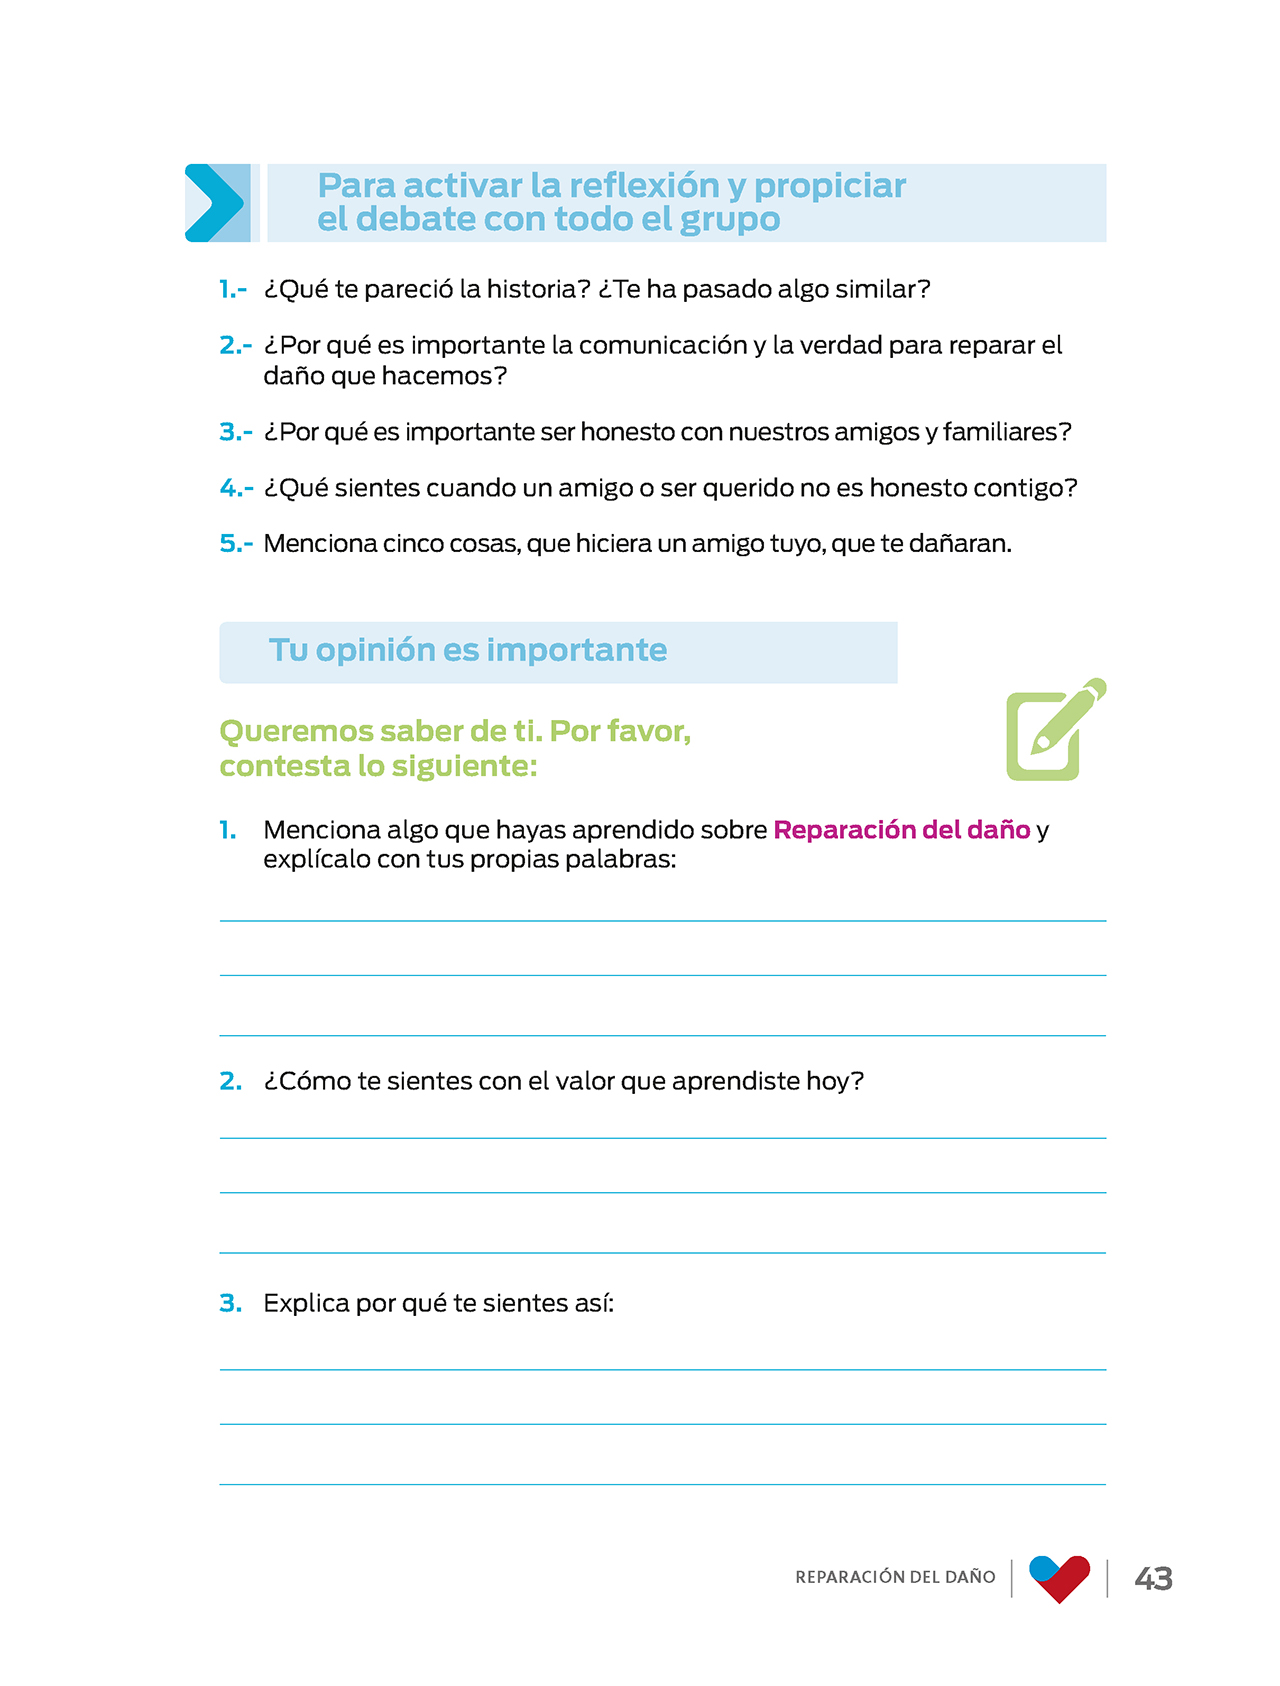 Para activar la reflexión y propiciar
el debate con todo el grupo
1.- ¿Qué te pareció la historia? ¿Te ha pasado algo similar?
2.- ¿Por qué es importante la comunicación y la verdad para reparar el
daño que hacemos?
3.- ¿Por qué es importante ser honesto con nuestros amigos y familiares?
4.- ¿Qué sientes cuando un amigo o ser querido no es honesto contigo?
5.- Menciona cinco cosas, que hiciera un amigo tuyo, que te dañaran.
Tu opinión es importante
Queremos saber de ti. Por favor,
contesta lo siguiente:
1. Menciona algo que hayas aprendido sobre Reparación del daño y
explícalo con tus propias palabras:
2. ¿Cómo te sientes con el valor que aprendiste hoy?
3. Explica por qué te sientes así:
REPARACIÓN DEL DAÑO 43